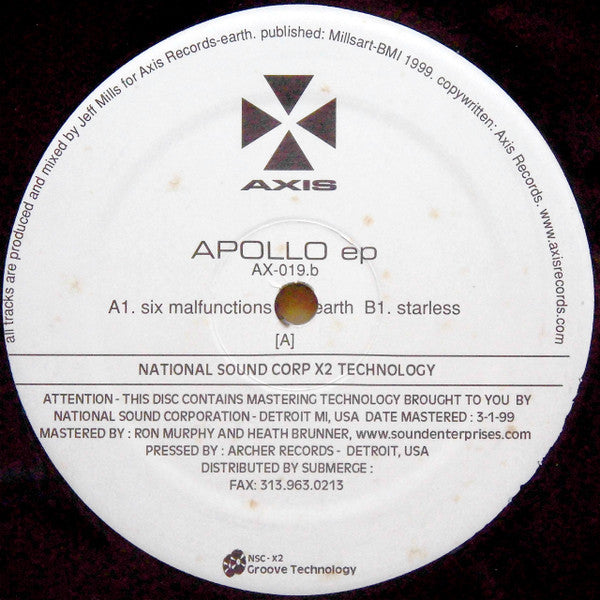 all tracks are produced and mixed by Jeff Mills for Axis Records-earth. published: Millsart-BMI 1999. copywritten: Axis Records. www.axisrecords.com
AXIS
APOLLO ep
AX-019.b
A1. six malfunctions earth B1. starless
[A]
NATIONAL SOUND CORP X2 TECHNOLOGY
ATTENTION - THIS DISC CONTAINS MASTERING TECHNOLOGY BROUGHT TO YOU BY
NATIONAL SOUND CORPORATION - DETROIT MI, USA DATE MASTERED : 3-1-99
MASTERED BY : RON MURPHY AND HEATH BRUNNER, www.soundenterprises.com
PRESSED BY : ARCHER RECORDS - DETROIT, USA
DISTRIBUTED BY SUBMERGE :
FAX: 313.963.0213
NSC - X2
Groove Technology